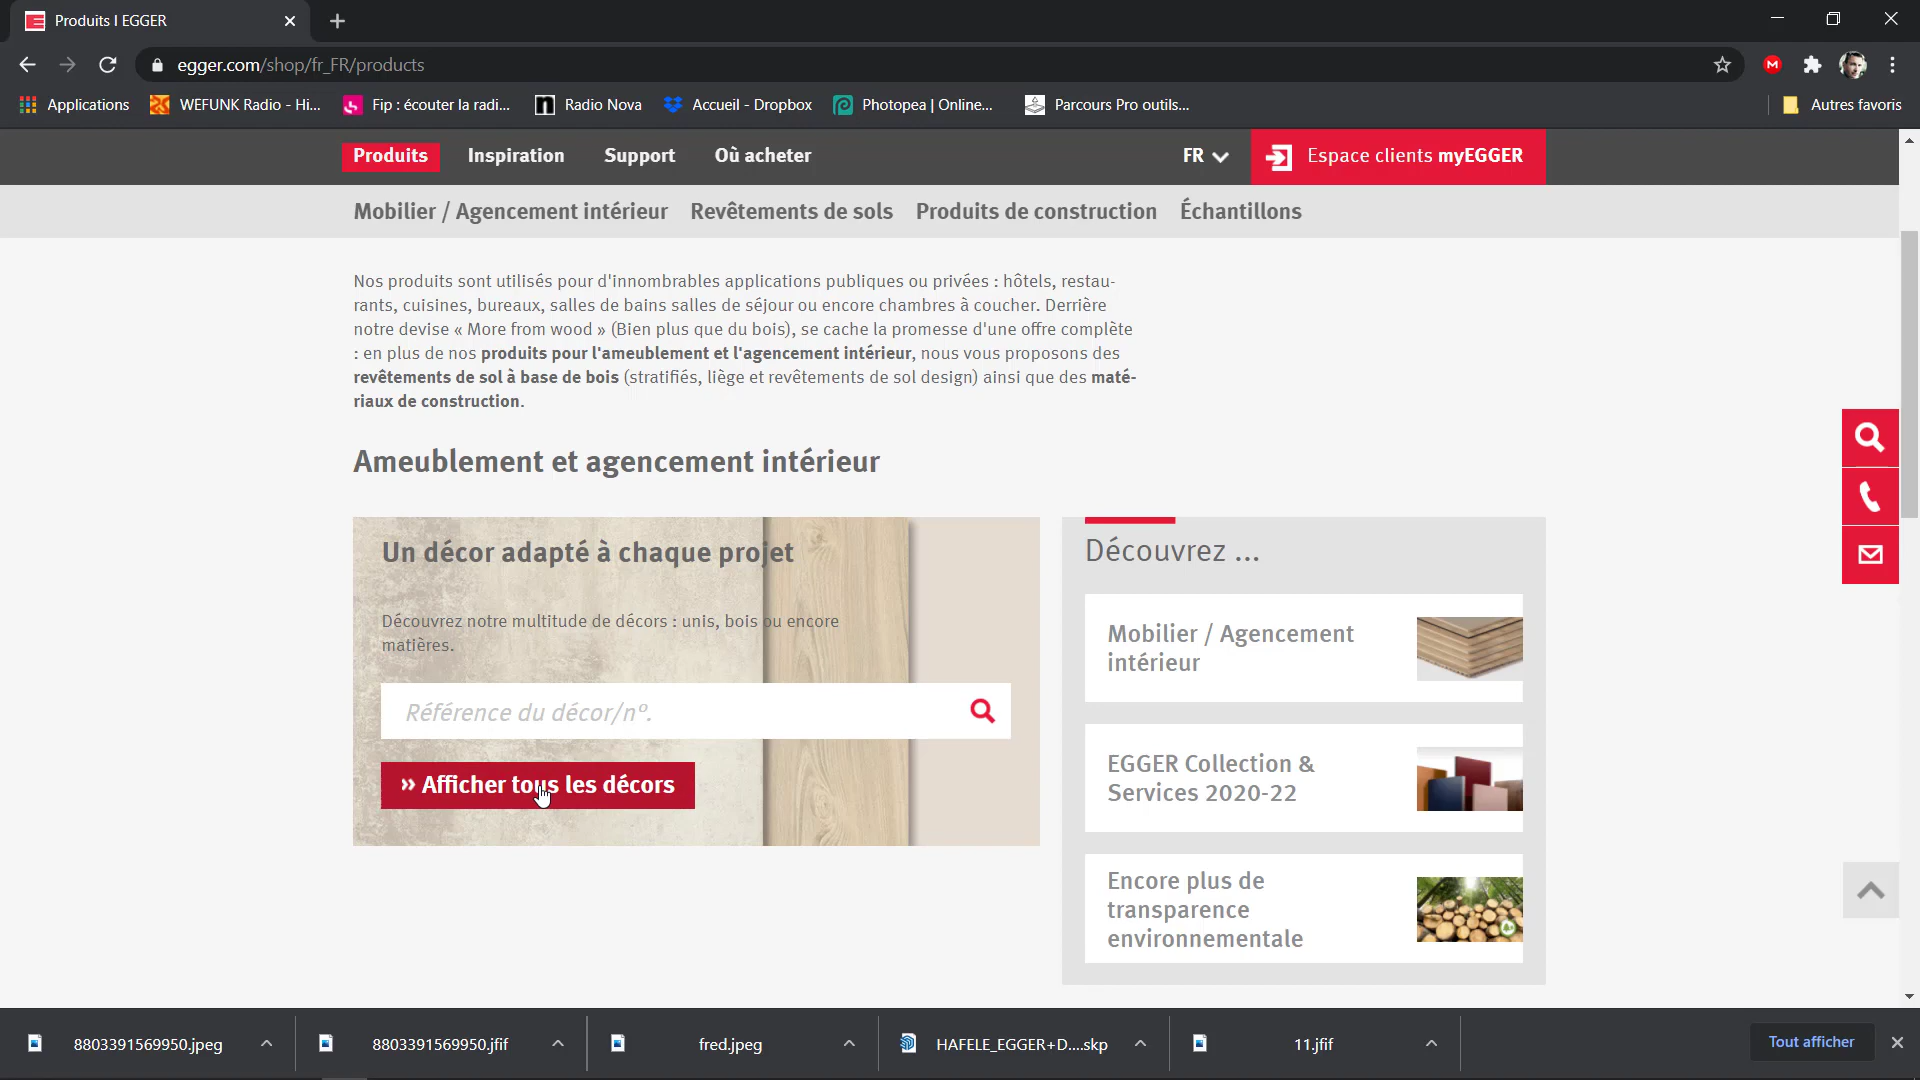 Produits I EGGER
egger.com/shop/fr_FR/products
Applications
WEFUNK Radio - Hi...
Fip : écouter la radi...
Radio Nova
Accueil - Dropbox
Photopea | Online...
Parcours Pro outils...
Autres favoris
Produits
Inspiration
Support
Où acheter
FR
Espace clients myEGGER
Mobilier / Agencement intérieur
Revêtements de sols
Produits de construction
Échantillons
Nos produits sont utilisés pour d'innombrables applications publiques ou privées : hôtels, restau-
rants, cuisines, bureaux, salles de bains salles de séjour ou encore chambres à coucher. Derrière
notre devise « More from wood » (Bien plus que du bois), se cache la promesse d'une offre complète
: en plus de nos produits pour l'ameublement et l'agencement intérieur, nous vous proposons des
revêtements de sol à base de bois (stratifiés, liège et revêtements de sol design) ainsi que des maté-
riaux de construction.
Ameublement et agencement intérieur
Un décor adapté à chaque projet
Découvrez notre multitude de décors : unis, bois ou encore
matières.
Référence du décor/nº.
» Afficher tous les décors
Découvrez ...
Mobilier / Agencement
intérieur
EGGER Collection &
Services 2020-22
Encore plus de
transparence
environnementale
8803391569950.jpeg
8803391569950.jfif
fred.jpeg
HAFELE_EGGER+D....skp
11.jfif
Tout afficher